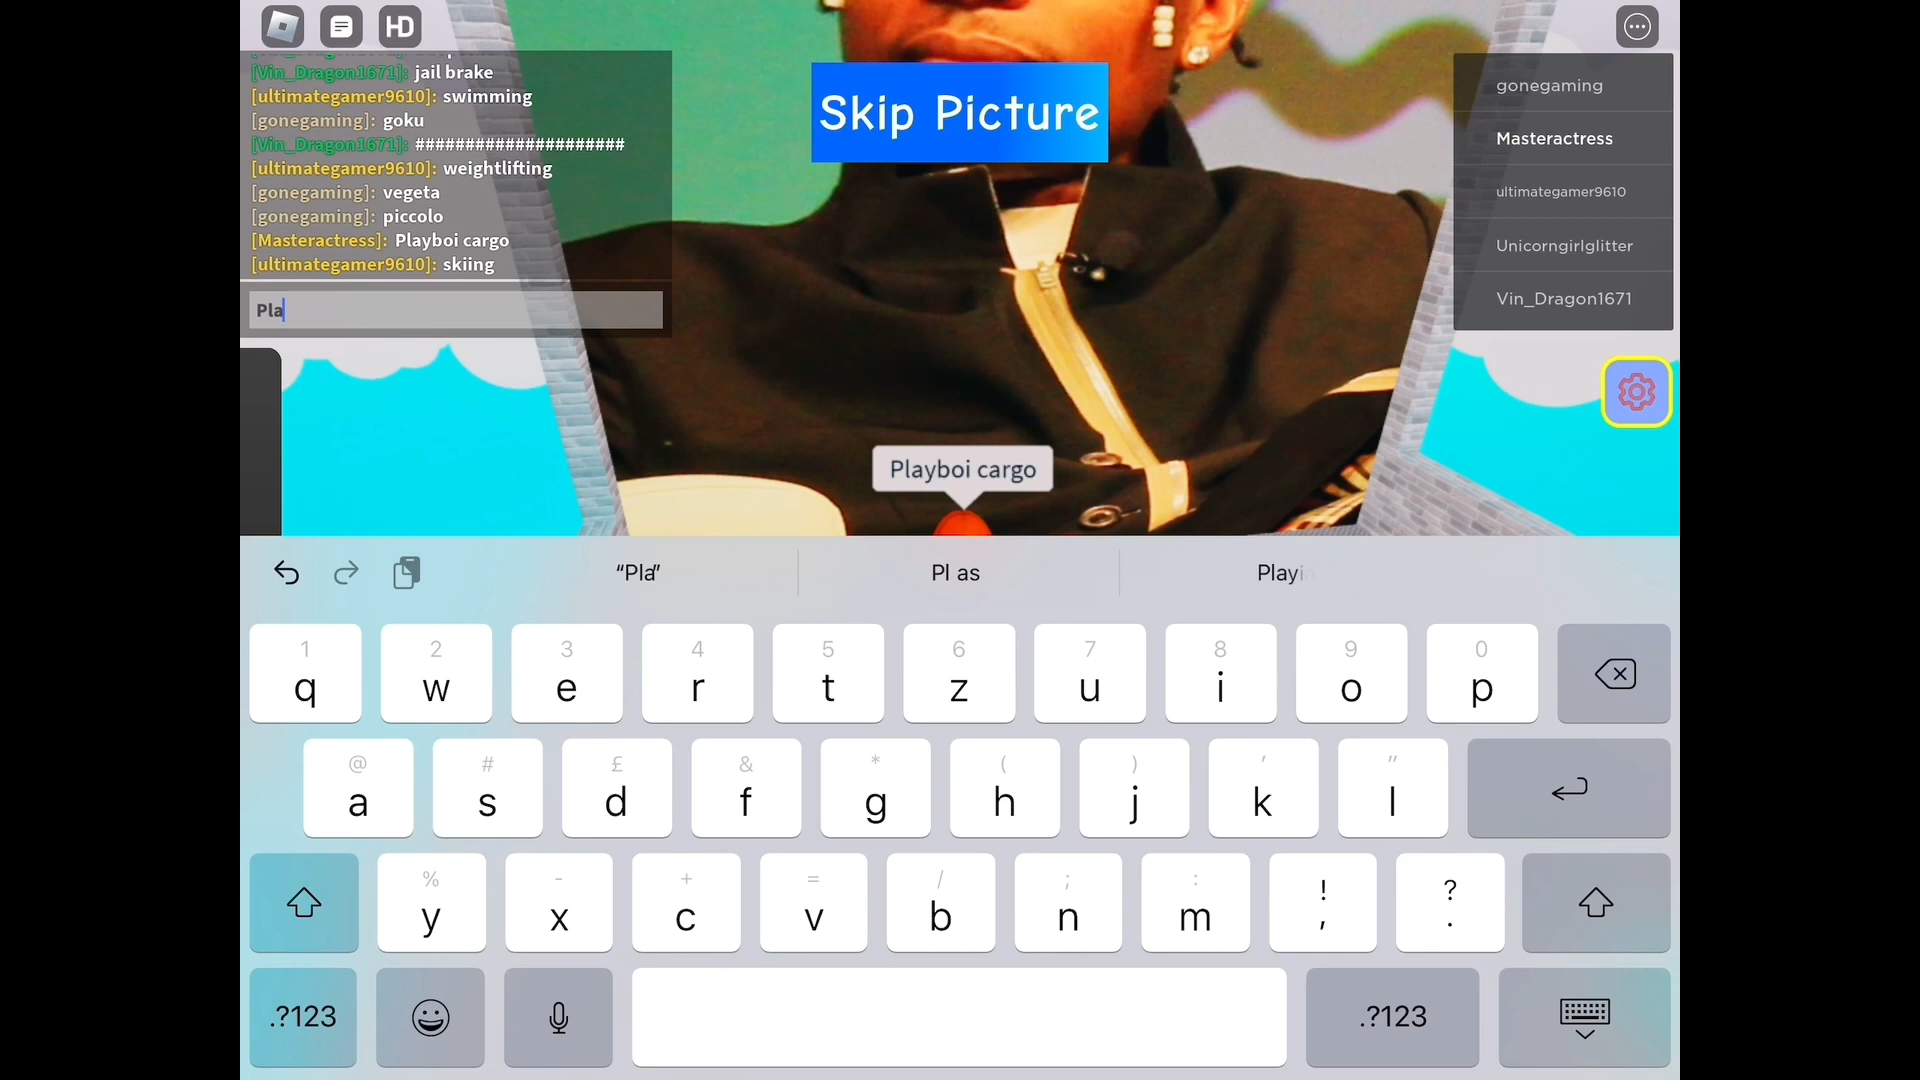 HD
[Vin_Dragon1671]: jail brake
[ultimategamer9610]: swimming
[gonegaming]: goku
[Vin_Dragon1671]: #####################
[ultimategamer9610]: weightlifting
[gonegaming]: vegeta
[gonegaming]: piccolo
[Masteractress]: Playboi cargo
[ultimategamer9610]: skiing
Pla
Skip Picture
gonegaming
Masteractress
ultimategamer9610
Unicorngirlglitter
Vin_Dragon1671
Playboi cargo
“Pla” Pl as Playi
1 2 3 4 5 6 7 8 9 0
q w e r t z u i o p
@ # £ & * ( ) ' "
a s d f g h j k l
% - + = / ; : ! ?
y x c v b n m , .
.?123 .?123